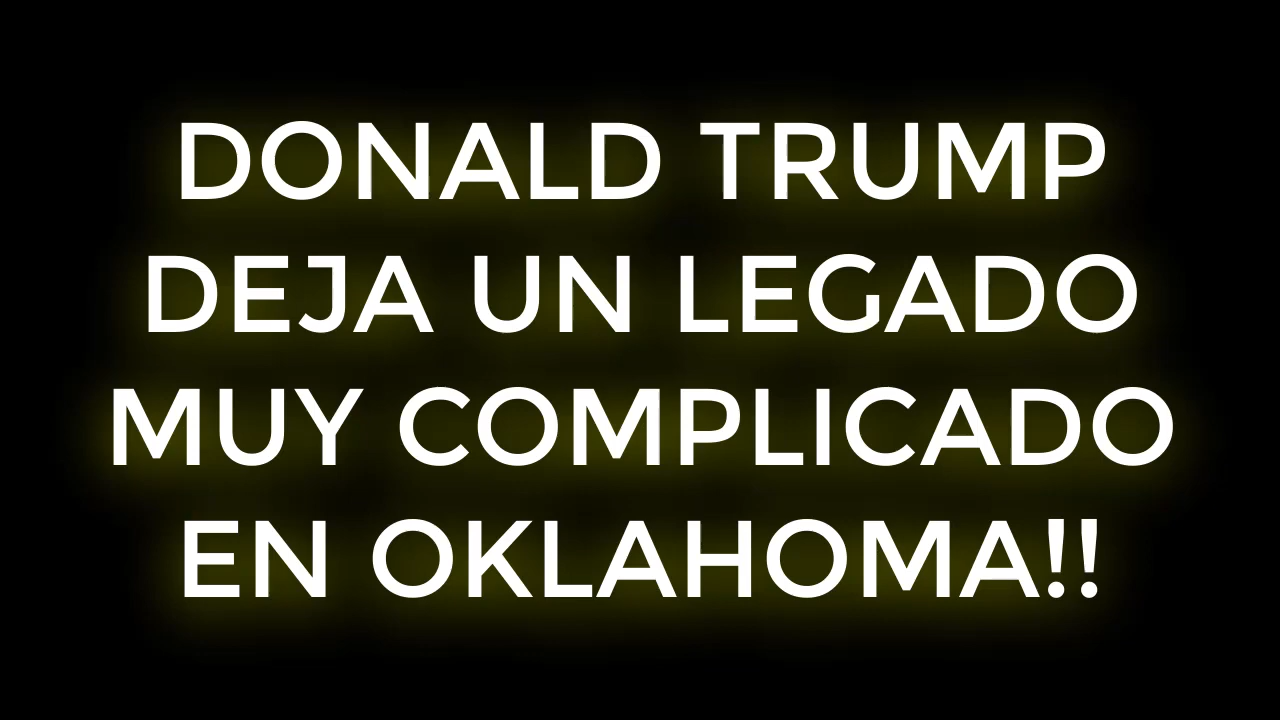 DONALD TRUMP
DEJA UN LEGADO
MUY COMPLICADO
EN OKLAHOMA!!